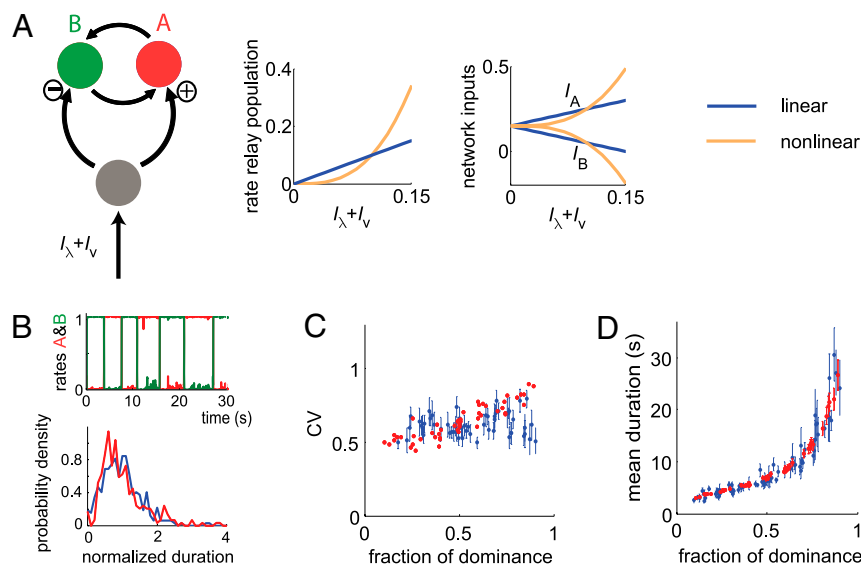 A
B A
⊖ ⊕
I_λ+I_v
rate relay population
0.4
0.2
0
0 0.15
I_λ+I_v
network inputs
0.5
0
I_A
I_B
0 0.15
I_λ+I_v
linear
nonlinear
B
rates A&B
1
0
0 10 20 30
time (s)
probability density
0.8
0.4
0
0 2 4
normalized duration
C
CV
1
0.5
0
0 0.5 1
fraction of dominance
D
mean duration (s)
30
20
10
0
0 0.5 1
fraction of dominance